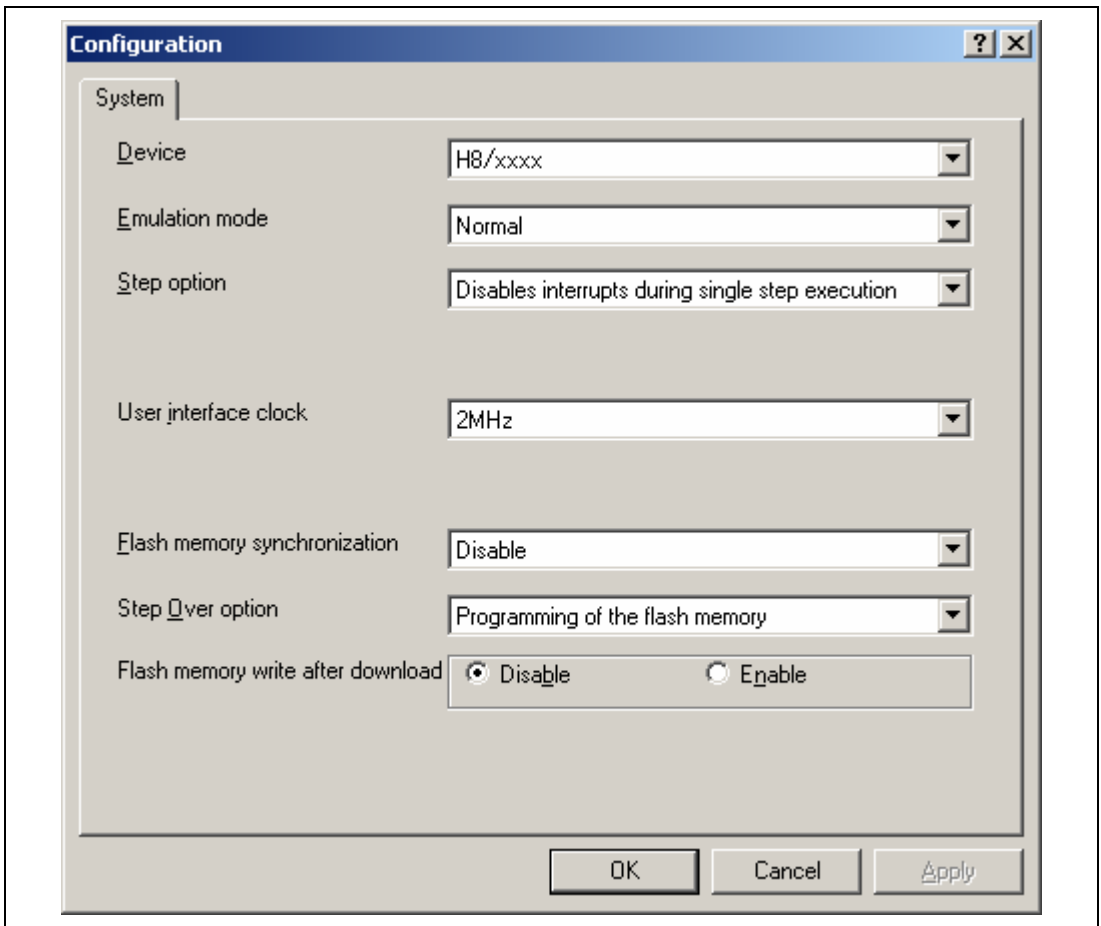 Configuration
System
Device
H8/xxxx
Emulation mode
Normal
Step option
Disables interrupts during single step execution
User interface clock
2MHz
Flash memory synchronization
Disable
Step Over option
Programming of the flash memory
Flash memory write after download
Disable Enable
OK Cancel Apply